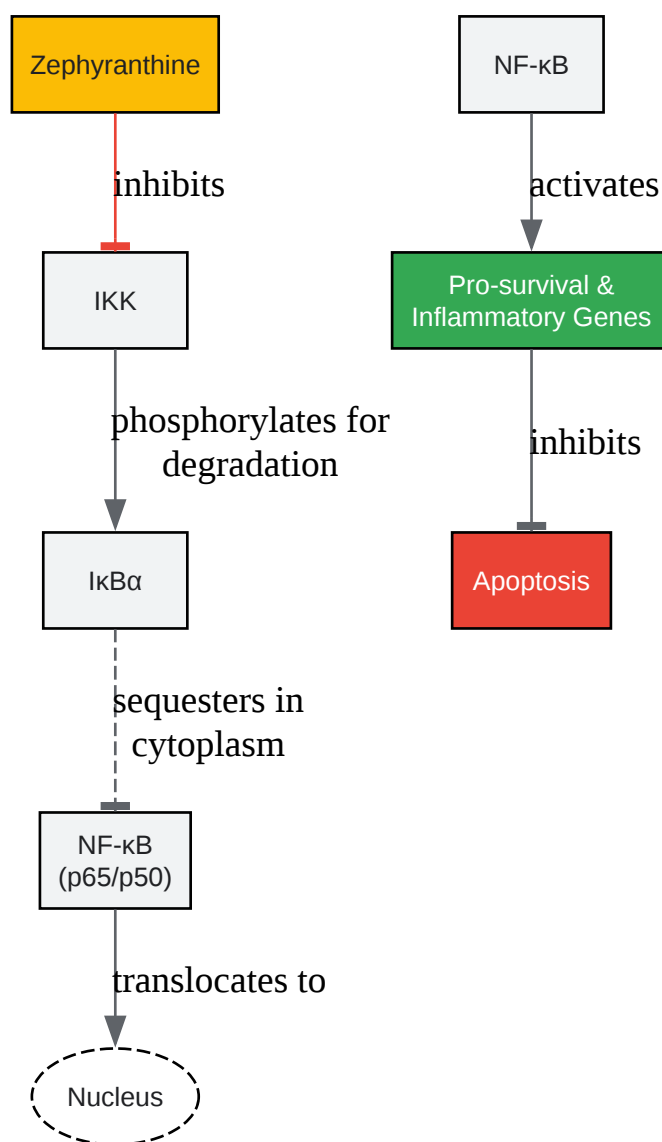 Zephyranthine
inhibits
IKK
phosphorylates for
degradation
IκBα
sequesters in
cytoplasm
NF-κB
(p65/p50)
translocates to
Nucleus
NF-κB
activates
Pro-survival &
Inflammatory Genes
inhibits
Apoptosis